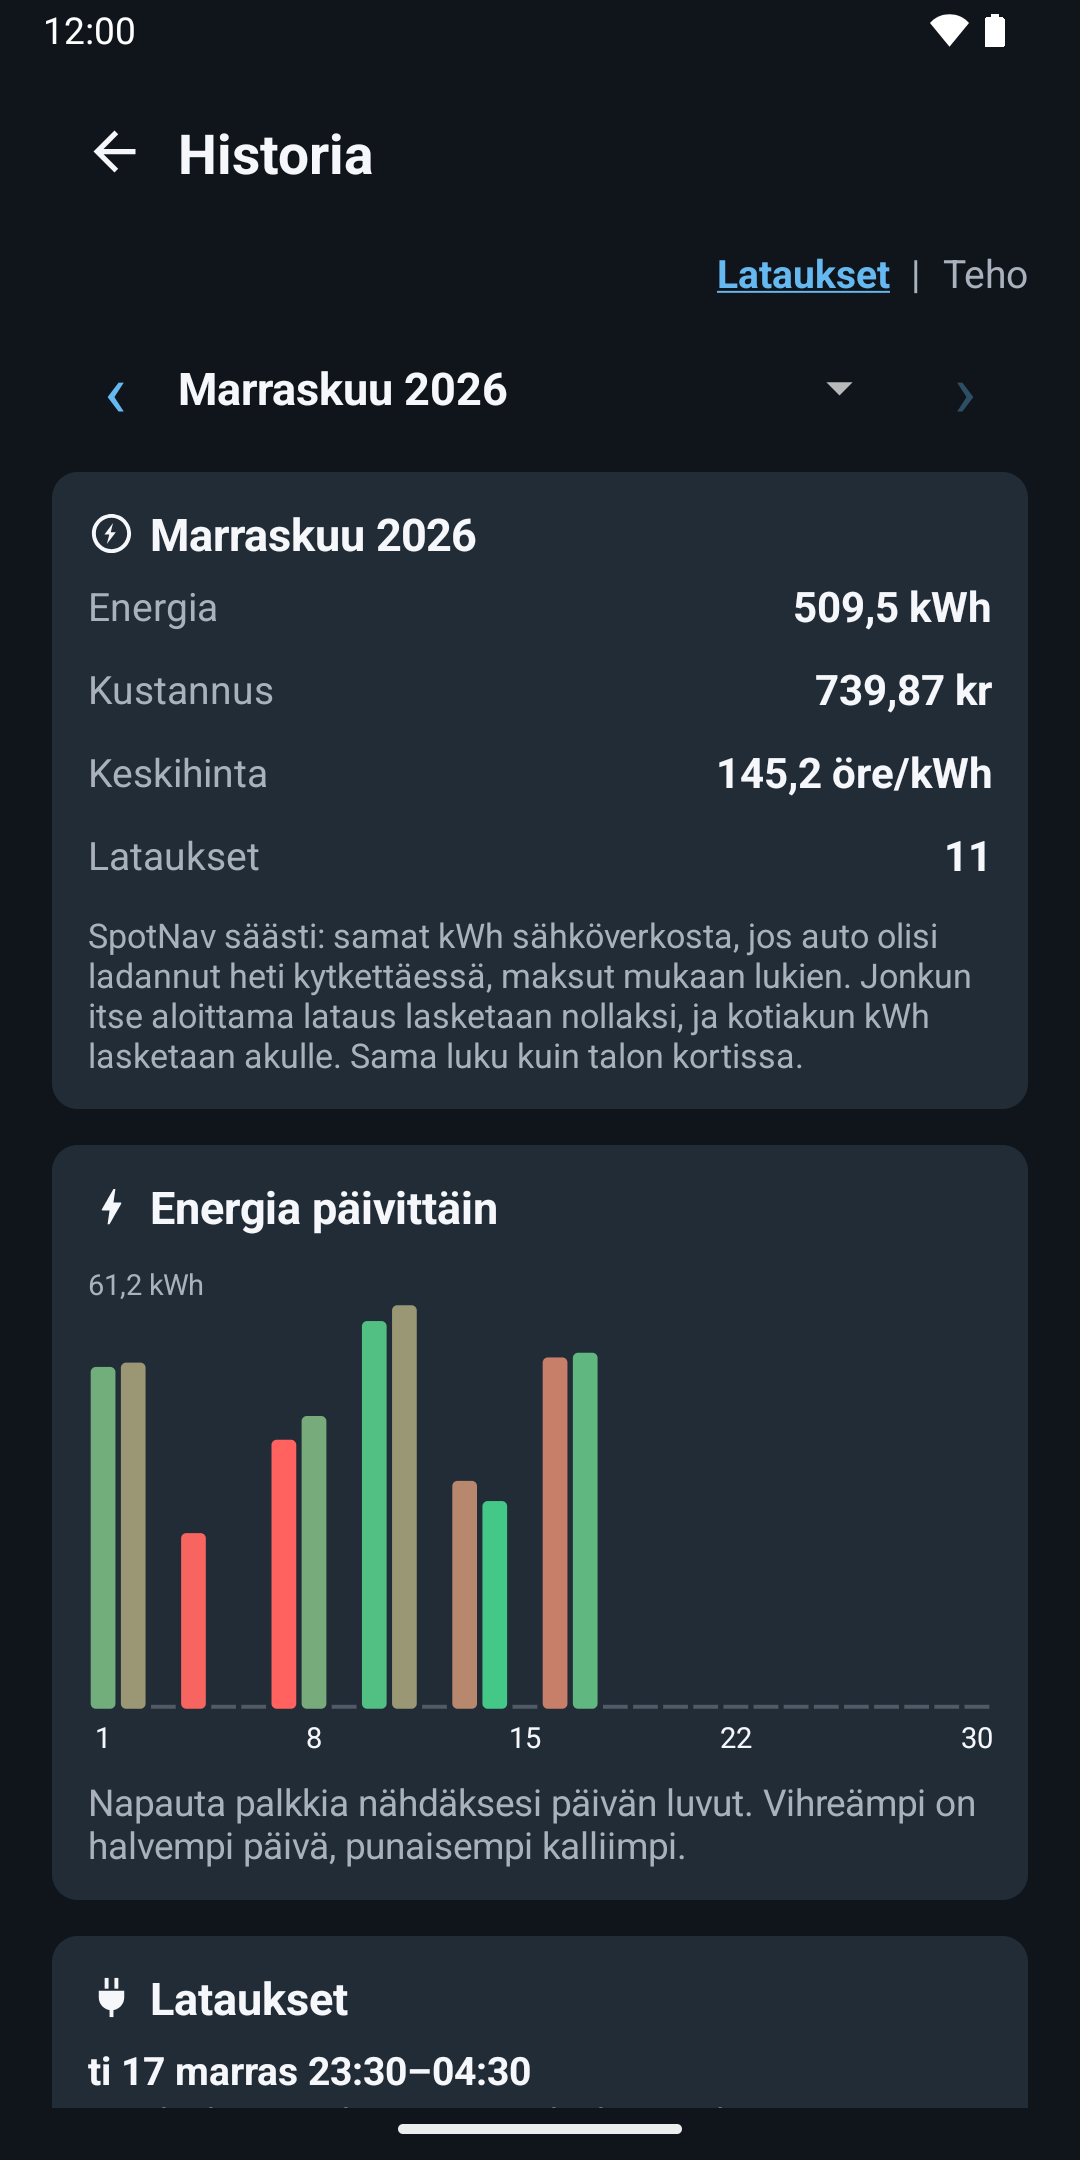 12:00
Historia
Lataukset | Teho
Marraskuu 2026
Marraskuu 2026
Energia 509,5 kWh
Kustannus 739,87 kr
Keskihinta 145,2 öre/kWh
Lataukset 11
SpotNav säästi: samat kWh sähköverkosta, jos auto olisi
ladannut heti kytkettäessä, maksut mukaan lukien. Jonkun
itse aloittama lataus lasketaan nollaksi, ja kotiakun kWh
lasketaan akulle. Sama luku kuin talon kortissa.
Energia päivittäin
61,2 kWh
1 8 15 22 30
Napauta palkkia nähdäksesi päivän luvut. Vihreämpi on
halvempi päivä, punaisempi kalliimpi.
Lataukset
ti 17 marras 23:30–04:30